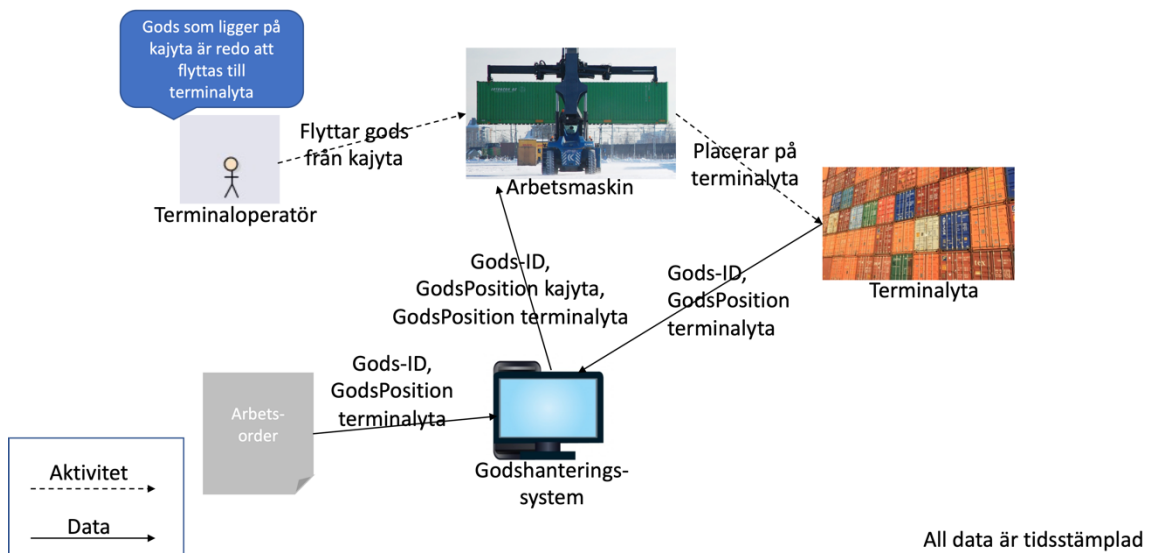 Gods som ligger på
kajyta är redo att
flyttas till
terminalyta
Flyttar gods
från kajyta
Terminaloperatör
Arbetsmaskin
Placerar på
terminalyta
Terminalyta
Gods-ID,
GodsPosition kajyta,
GodsPosition terminalyta
Gods-ID,
GodsPosition
terminalyta
Gods-ID,
GodsPosition
terminalyta
Arbets-
order
Godshanterings-
system
Aktivitet
Data
All data är tidsstämplad